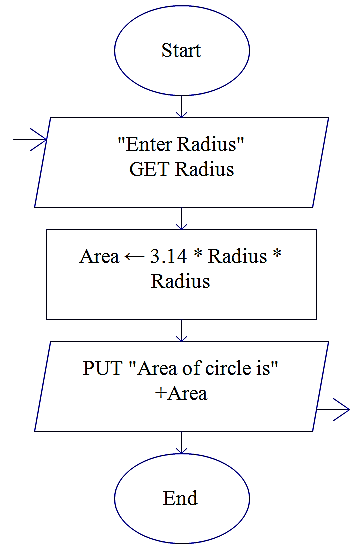 Start
"Enter Radius"
GET Radius
Area ← 3.14 * Radius *
Radius
PUT "Area of circle is"
+Area
End